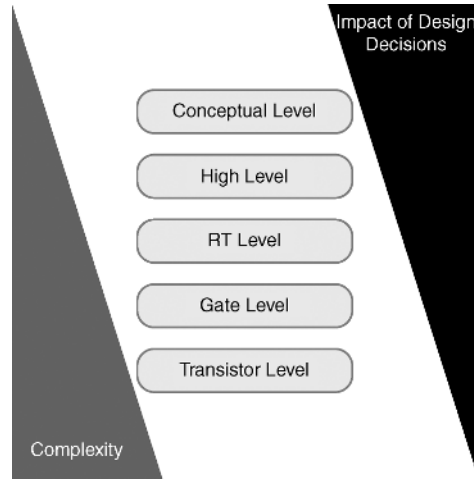 Impact of Design
Decisions
Conceptual Level
High Level
RT Level
Gate Level
Transistor Level
Complexity